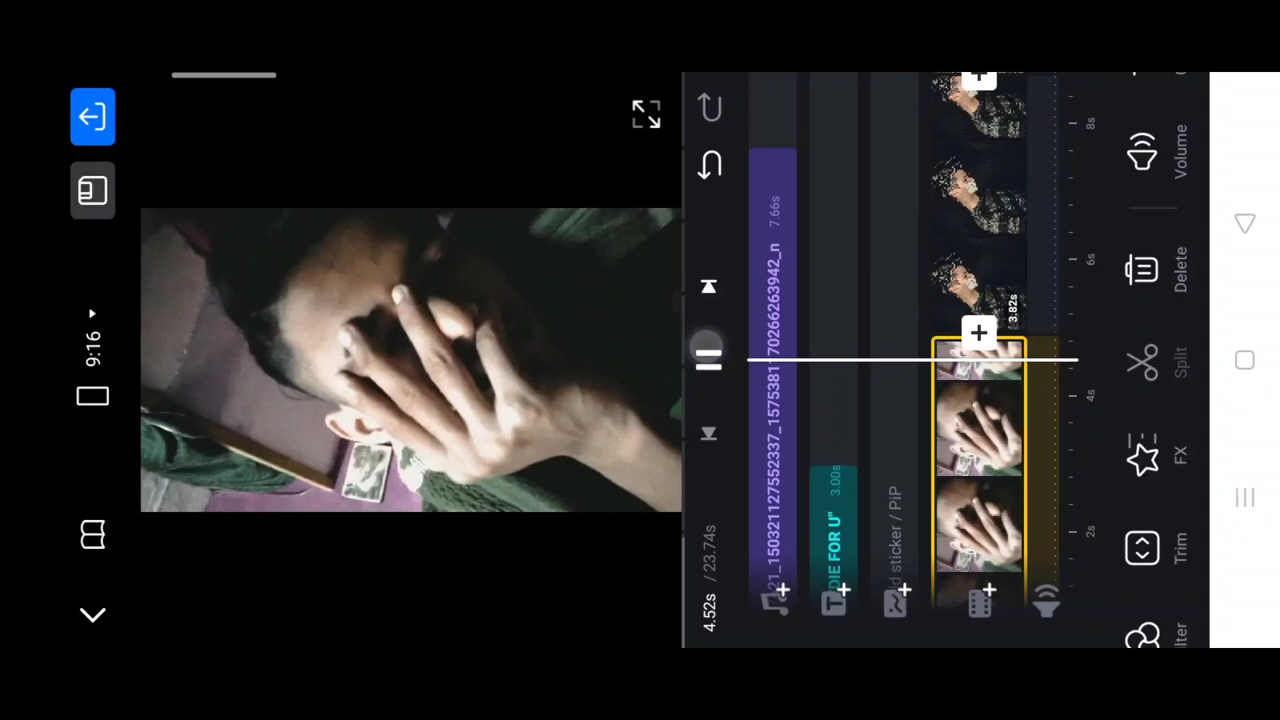 9:16
4.52s / 23.74s
21_150321127552337_1575381 70266263942_n 7.66s
DIE FOR U" 3.00s
d sticker / PiP
3.82s
2s 4s 6s 8s
lter Trim FX Split Delete Volume